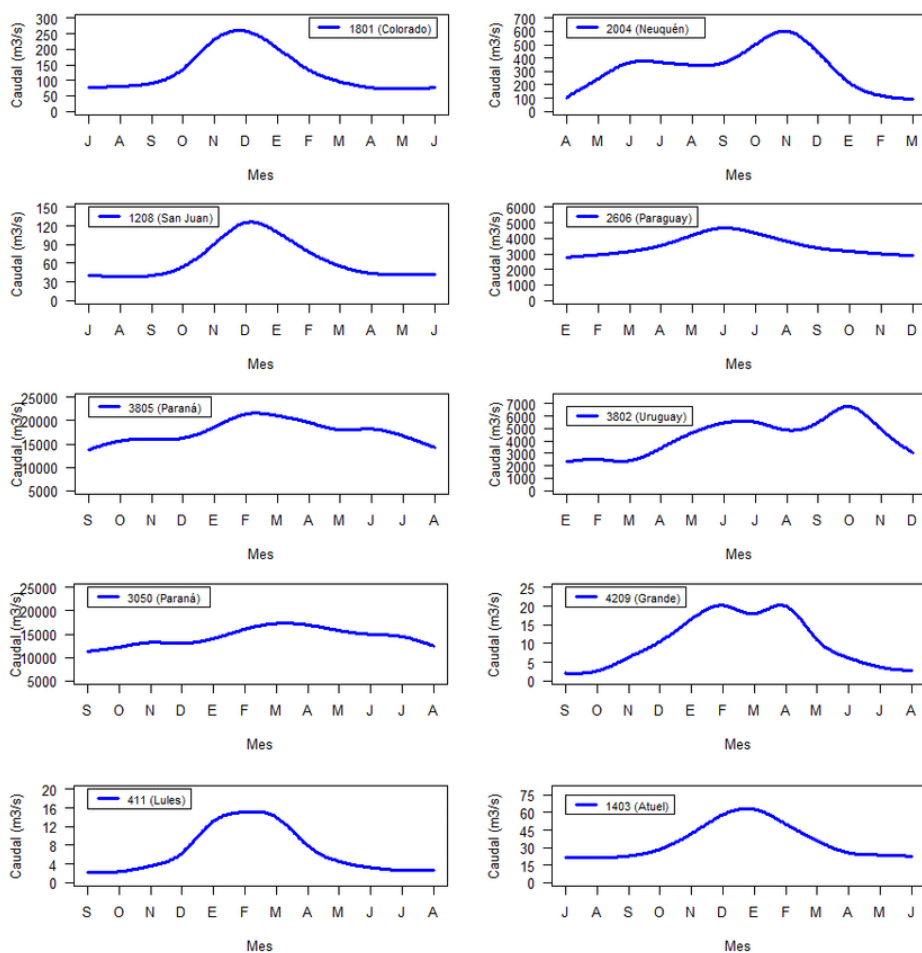 Caudal (m3/s)
300
250
200
150
100
50
0
1801 (Colorado)
J A S O N D E F M A M J
Mes
Caudal (m3/s)
700
600
500
400
300
200
100
0
2004 (Neuquén)
A M J J A S O N D E F M
Mes
Caudal (m3/s)
150
120
90
60
30
0
1208 (San Juan)
J A S O N D E F M A M J
Mes
Caudal (m3/s)
6000
5000
4000
3000
2000
1000
0
2606 (Paraguay)
E F M A M J J A S O N D
Mes
Caudal (m3/s)
25000
20000
15000
10000
5000
3805 (Paraná)
S O N D E F M A M J J A
Mes
Caudal (m3/s)
7000
6000
5000
4000
3000
2000
1000
0
3802 (Uruguay)
E F M A M J J A S O N D
Mes
Caudal (m3/s)
25000
20000
15000
10000
5000
3050 (Paraná)
S O N D E F M A M J J A
Mes
Caudal (m3/s)
25
20
15
10
5
0
4209 (Grande)
S O N D E F M A M J J A
Mes
Caudal (m3/s)
20
16
12
8
4
0
411 (Lules)
S O N D E F M A M J J A
Mes
Caudal (m3/s)
75
60
45
30
15
0
1403 (Atuel)
J A S O N D E F M A M J
Mes